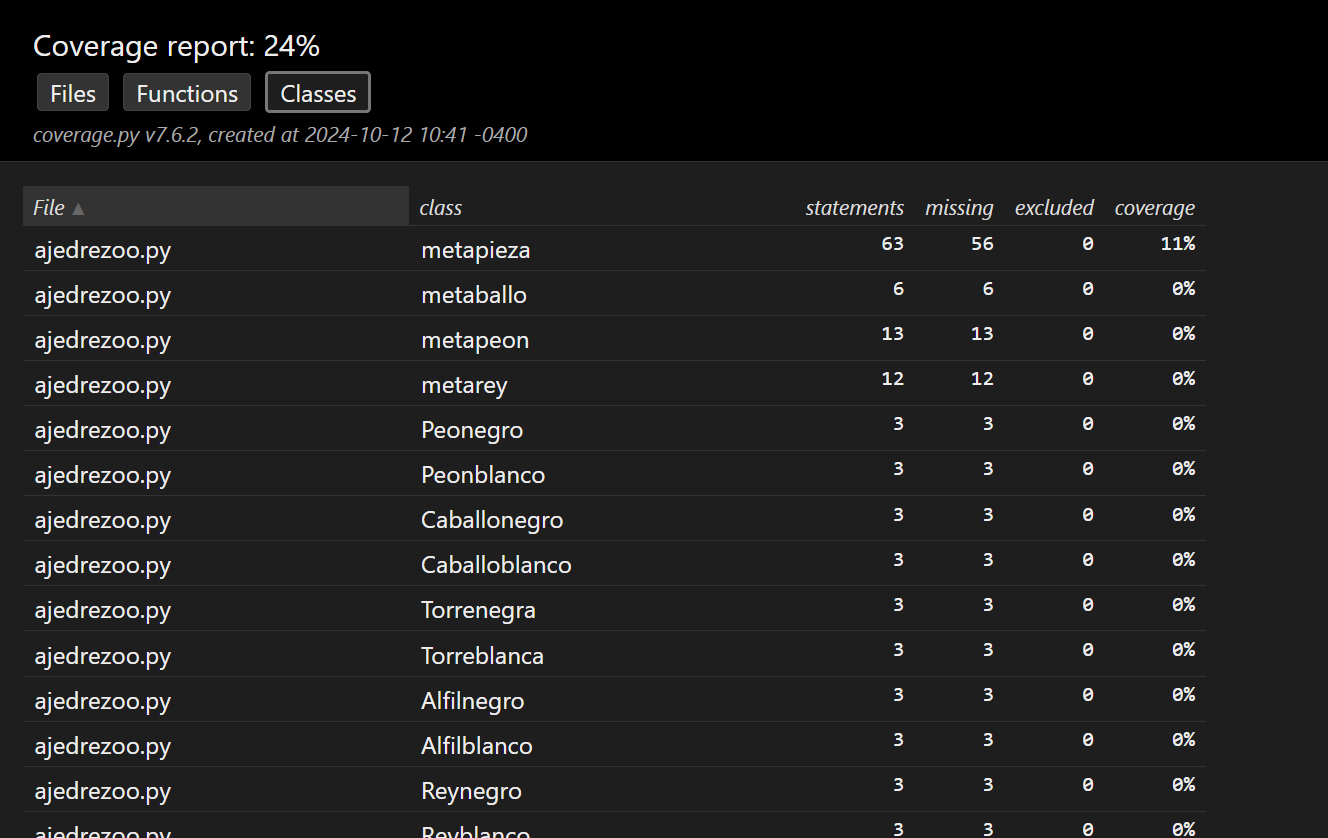 Coverage report: 24%
Files Functions Classes
coverage.py v7.6.2, created at 2024-10-12 10:41 -0400
File ▲ class statements missing excluded coverage
ajedrezoo.py metapieza 63 56 0 11%
ajedrezoo.py metaballo 6 6 0 0%
ajedrezoo.py metapeon 13 13 0 0%
ajedrezoo.py metarey 12 12 0 0%
ajedrezoo.py Peonegro 3 3 0 0%
ajedrezoo.py Peonblanco 3 3 0 0%
ajedrezoo.py Caballonegro 3 3 0 0%
ajedrezoo.py Caballoblanco 3 3 0 0%
ajedrezoo.py Torrenegra 3 3 0 0%
ajedrezoo.py Torreblanca 3 3 0 0%
ajedrezoo.py Alfilnegro 3 3 0 0%
ajedrezoo.py Alfilblanco 3 3 0 0%
ajedrezoo.py Reynegro 3 3 0 0%
ajedrezoo.py Reyblanco 3 3 0 0%